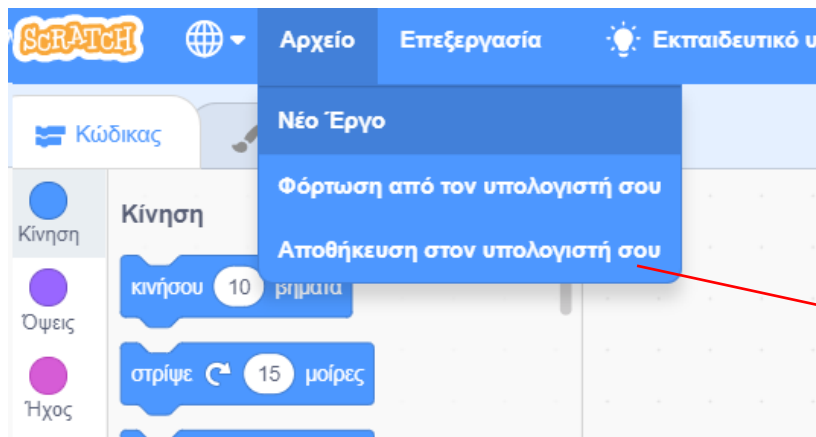 SCRATCH Αρχείο Επεξεργασία Εκπαιδευτικό
Κώδικας
Νέο Έργο
Φόρτωση από τον υπολογιστή σου
Αποθήκευση στον υπολογιστή σου
Κίνηση
Όψεις
Ήχος
Κίνηση
κινήσου 10 βήματα
στρίψε 15 μοίρες